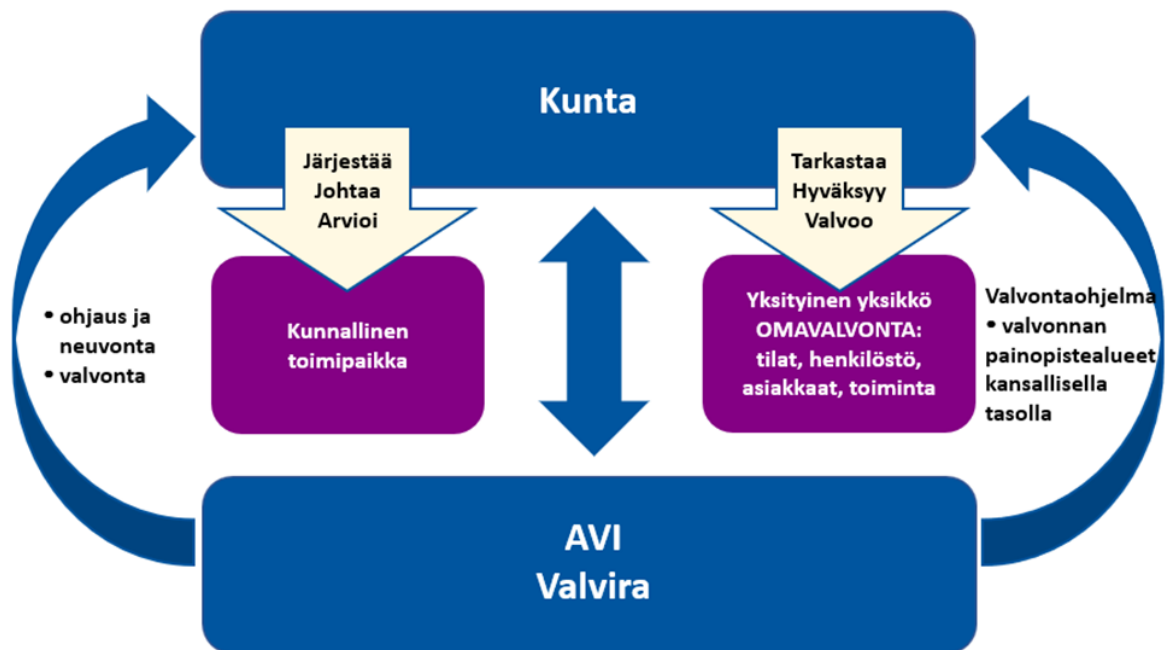 Kunta
Järjestää
Johtaa
Arvioi
Tarkastaa
Hyväksyy
Valvoo
• ohjaus ja
neuvonta
• valvonta
Kunnallinen
toimipaikka
Yksityinen yksikkö
OMAVALVONTA:
tilat, henkilöstö,
asiakkaat, toiminta
Valvontaohjelma
• valvonnan
painopistealueet
kansallisella
tasolla
AVI
Valvira